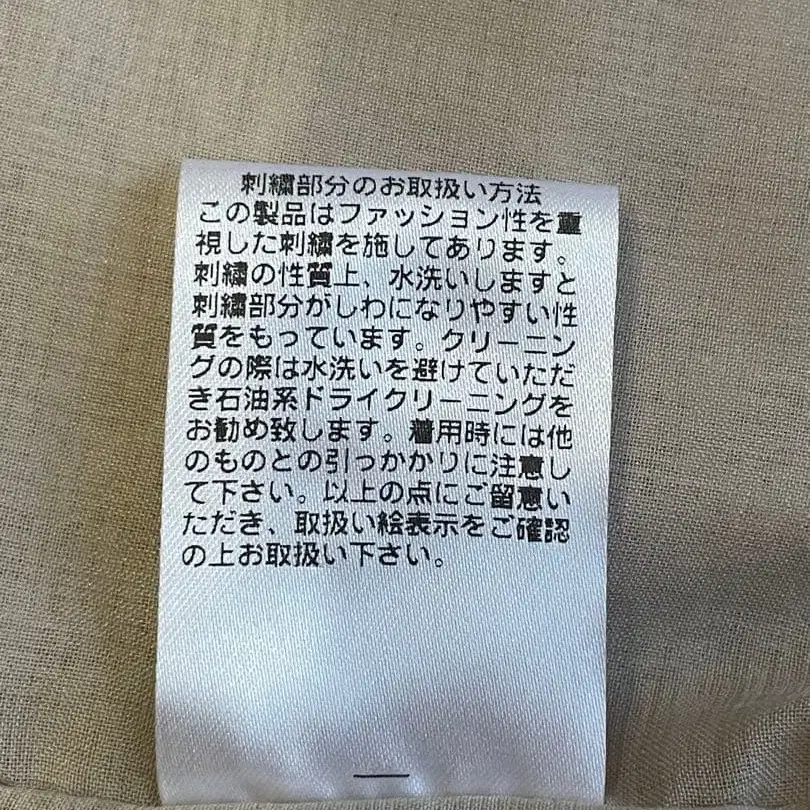 刺繍部分のお取扱い方法
この製品はファッション性を重
視した刺繍を施してあります。
刺繍の性質上、水洗いしますと
刺繍部分がしわになりやすい性
質をもっています。クリーニン
グの際は水洗いを避けていただ
き石油系ドライクリーニングを
お勧め致します。着用時には他
のものとの引っかかりに注意し
て下さい。以上の点にご留意い
ただき、取扱い絵表示をご確認
の上お取扱い下さい。